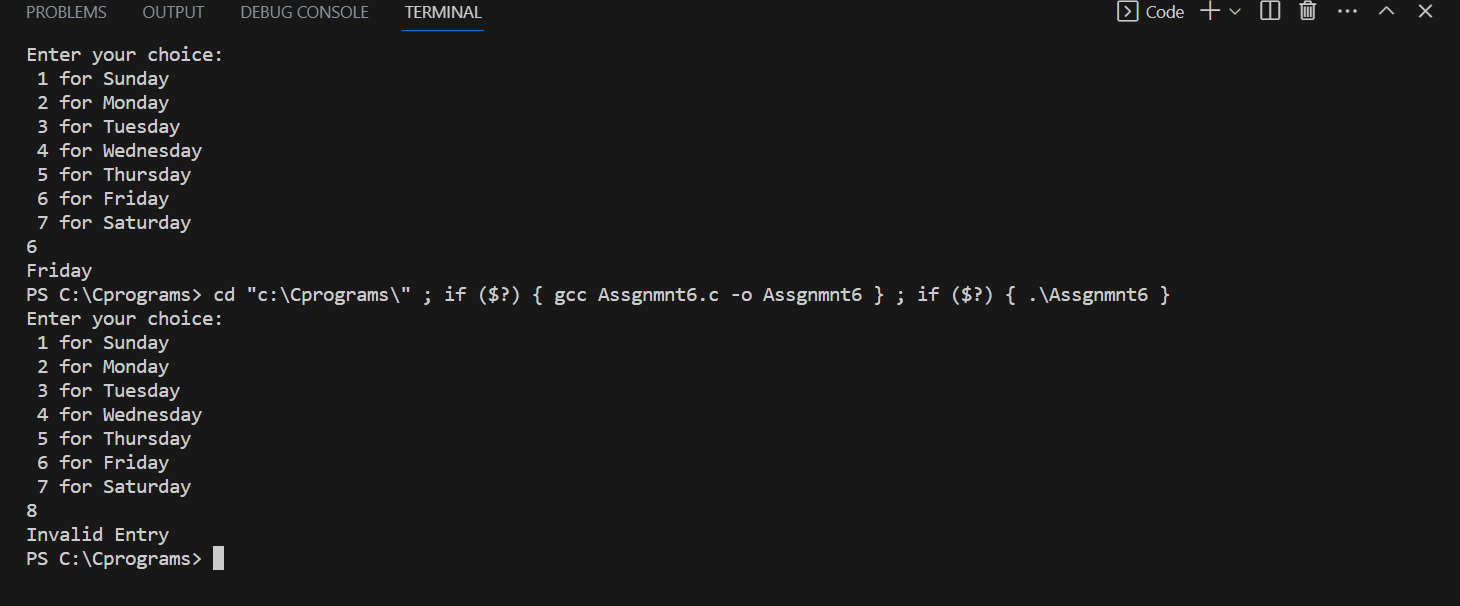 PROBLEMS OUTPUT DEBUG CONSOLE TERMINAL Code
Enter your choice:
 1 for Sunday
 2 for Monday
 3 for Tuesday
 4 for Wednesday
 5 for Thursday
 6 for Friday
 7 for Saturday
6
Friday
PS C:\Cprograms> cd "c:\Cprograms\" ; if ($?) { gcc Assgnmnt6.c -o Assgnmnt6 } ; if ($?) { .\Assgnmnt6 }
Enter your choice:
 1 for Sunday
 2 for Monday
 3 for Tuesday
 4 for Wednesday
 5 for Thursday
 6 for Friday
 7 for Saturday
8
Invalid Entry
PS C:\Cprograms>